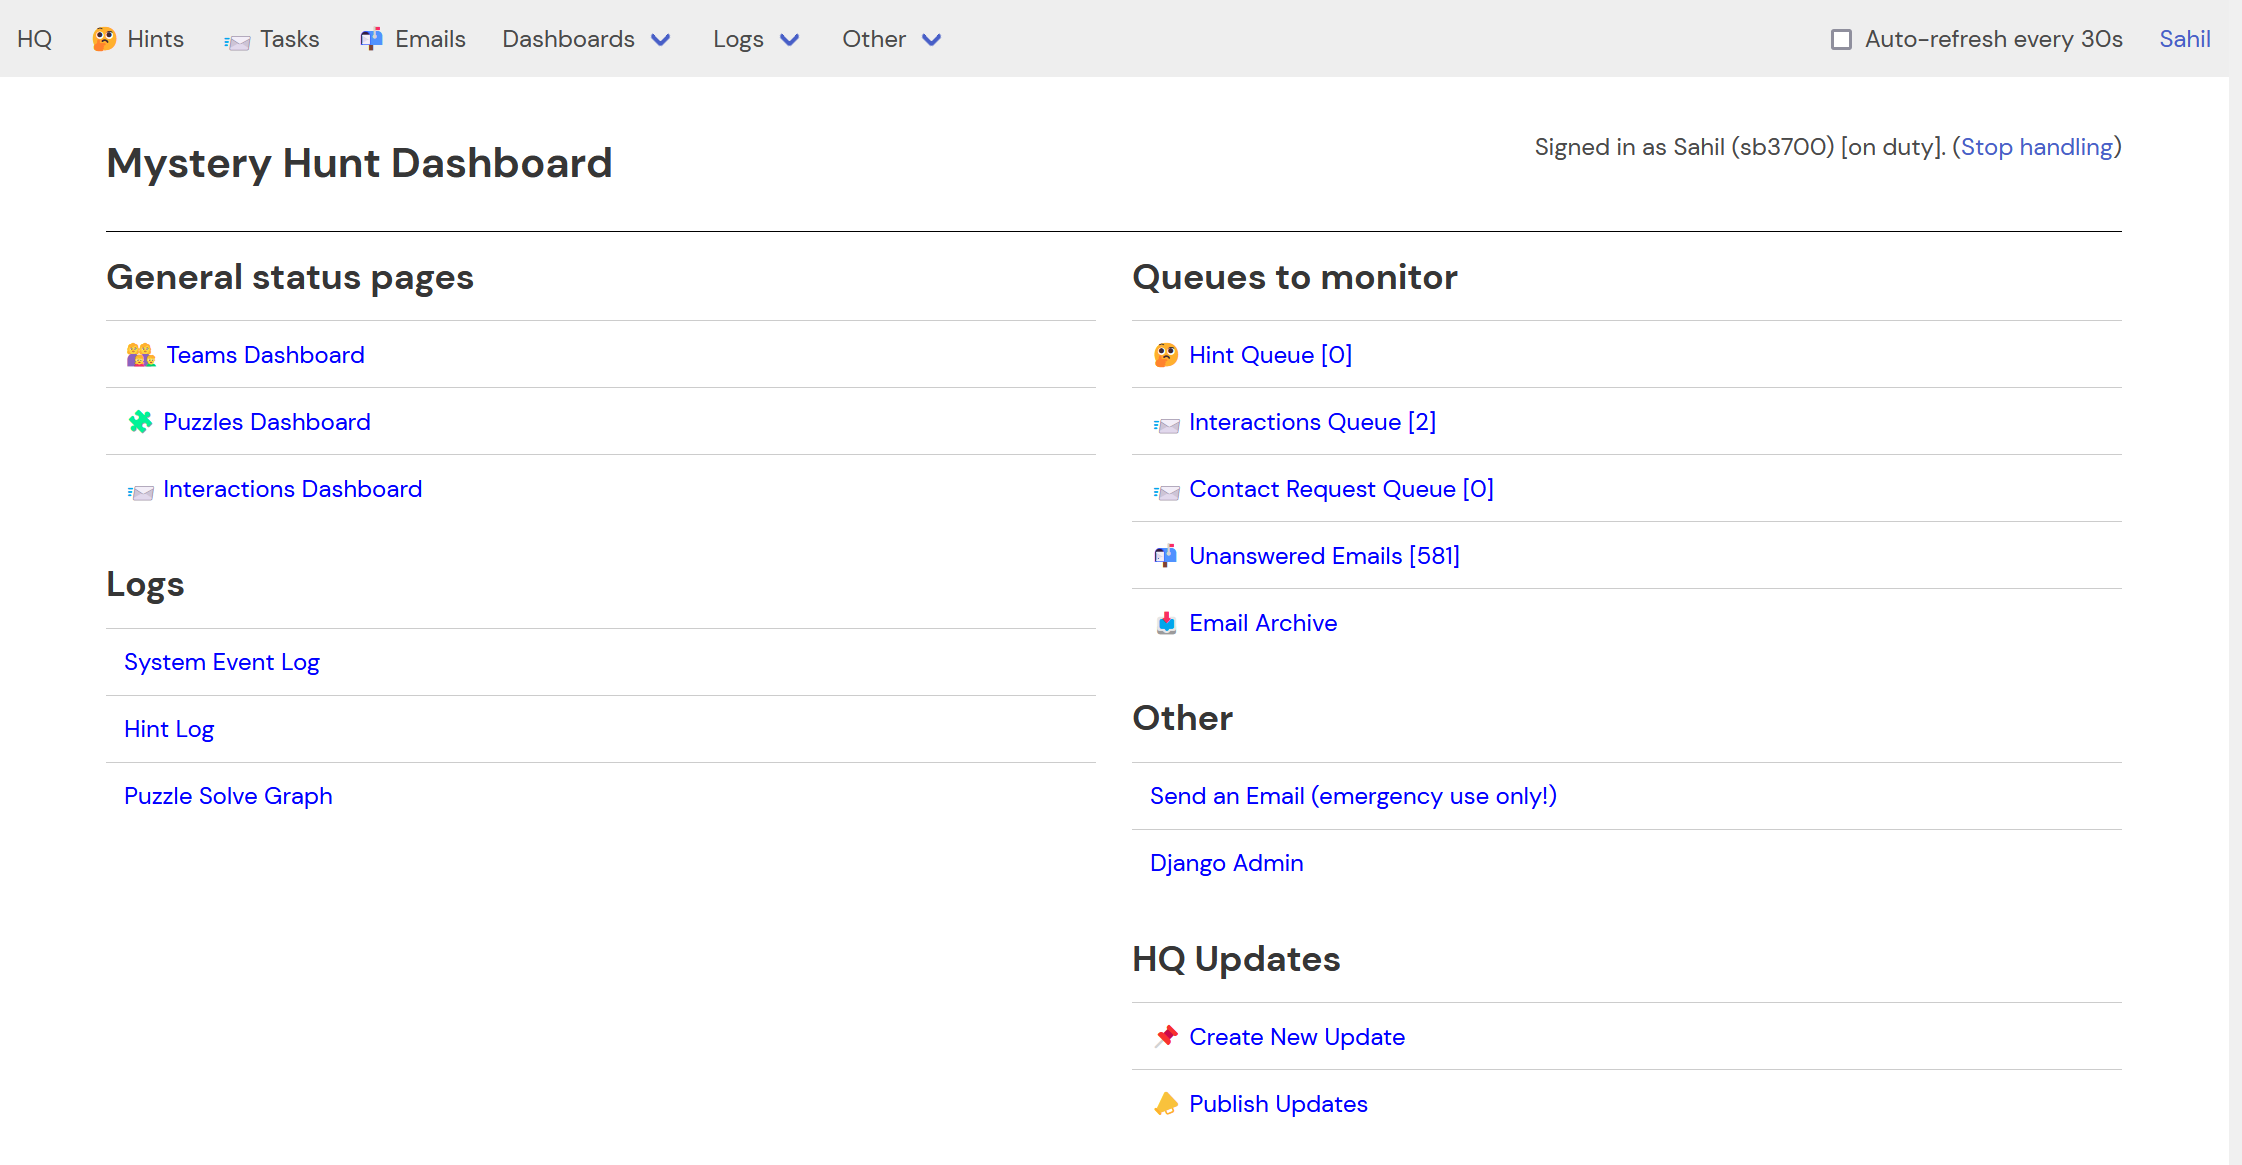 HQ Hints Tasks Emails Dashboards Logs Other Auto-refresh every 30s Sahil
Mystery Hunt Dashboard
Signed in as Sahil (sb3700) [on duty]. (Stop handling)
General status pages
Teams Dashboard
Puzzles Dashboard
Interactions Dashboard
Logs
System Event Log
Hint Log
Puzzle Solve Graph
Queues to monitor
Hint Queue [0]
Interactions Queue [2]
Contact Request Queue [0]
Unanswered Emails [581]
Email Archive
Other
Send an Email (emergency use only!)
Django Admin
HQ Updates
Create New Update
Publish Updates